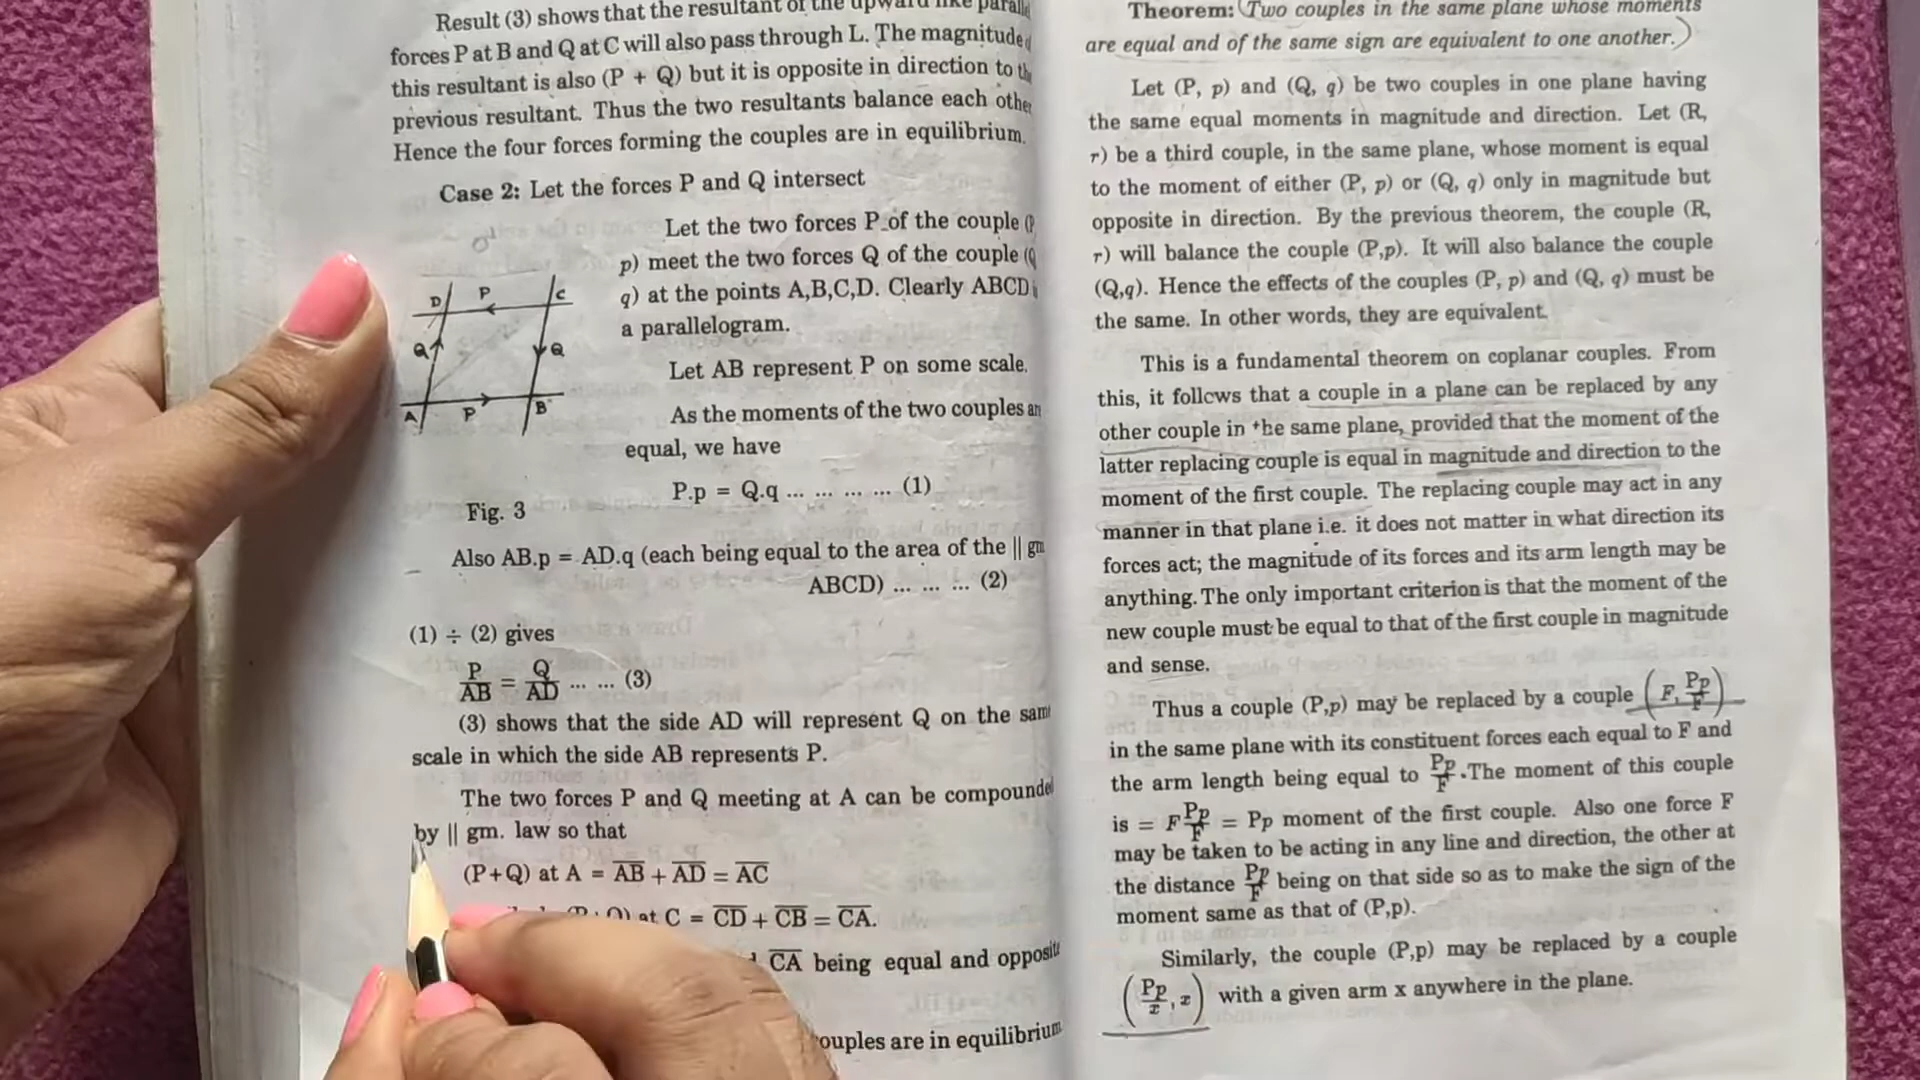 Result (3) shows that the resultant of the upward like
forces P at B and Q at C will also pass through L. The magnitude
this resultant is also (P + Q) but it is opposite in direction to
previous resultant. Thus the two resultants balance each
Hence the four forces forming the couples are in equilibrium.
Case 2: Let the forces P and Q intersect
Let the two forces P of the couple
p) meet the two forces Q of the couple
q) at the points A,B,C,D. Clearly ABCD
a parallelogram.
D P C
Q Q
A P B
Let AB represent P on some scale.
As the moments of the two couples
equal, we have
P.p = Q.q ... ... ... ... (1)
Fig. 3
Also AB.p = AD.q (each being equal to the area of the || gm
ABCD) ... ... ... (2)
(1) ÷ (2) gives
P/AB = Q/AD ... ... (3)
(3) shows that the side AD will represent Q on the
scale in which the side AB represents P.
The two forces P and Q meeting at A can be
by || gm. law so that
(P+Q) at A = A̅B̅ + A̅D̅ = A̅C̅
at C = C̅D̅ + C̅B̅ = C̅A̅.
C̅A̅ being equal and
are in
Theorem: (Two couples in the same plane whose moments
are equal and of the same sign are equivalent to one another.)
Let (P, p) and (Q, q) be two couples in one plane having
the same equal moments in magnitude and direction. Let (R,
r) be a third couple, in the same plane, whose moment is equal
to the moment of either (P, p) or (Q, q) only in magnitude but
opposite in direction. By the previous theorem, the couple (R,
r) will balance the couple (P,p). It will also balance the couple
(Q,q). Hence the effects of the couples (P, p) and (Q, q) must be
the same. In other words, they are equivalent.
This is a fundamental theorem on coplanar couples. From
this, it follows that a couple in a plane can be replaced by any
other couple in the same plane, provided that the moment of the
latter replacing couple is equal in magnitude and direction to the
moment of the first couple. The replacing couple may act in any
manner in that plane i.e. it does not matter in what direction its
forces act; the magnitude of its forces and its arm length may be
anything. The only important criterion is that the moment of the
new couple must be equal to that of the first couple in magnitude
and sense.
Thus a couple (P,p) may be replaced by a couple (F, Pp/F)
in the same plane with its constituent forces each equal to F and
the arm length being equal to Pp/F. The moment of this couple
is = F Pp/F = Pp moment of the first couple. Also one force F
may be taken to be acting in any line and direction, the other at
the distance Pp/F being on that side so as to make the sign of the
moment same as that of (P,p).
Similarly, the couple (P,p) may be replaced by a couple
(Pp/x, x) with a given arm x anywhere in the plane.